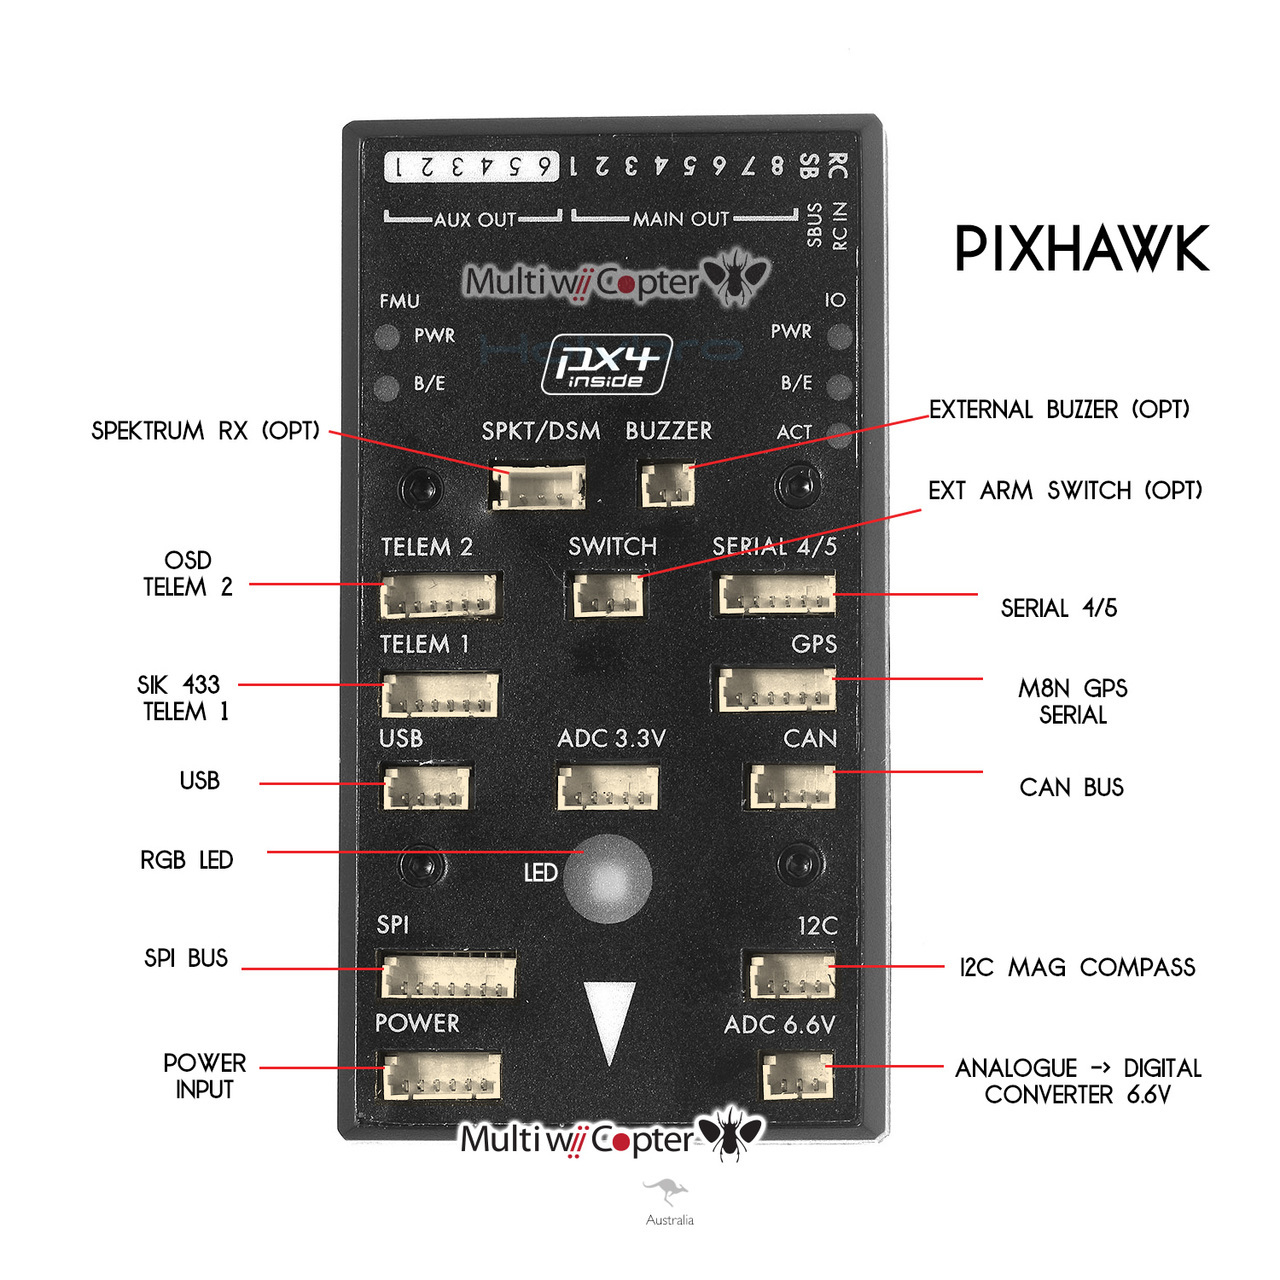 1 2 3 4 5 6 1 2 3 4 5 6 7 8 SB RC
AUX OUT MAIN OUT SBUS RC IN
PIXHAWK
MultiwiiCopter
FMU IO
PWR PWR
px4
inside
B/E B/E
EXTERNAL BUZZER (OPT)
SPEKTRUM RX (OPT) SPKT/DSM BUZZER ACT
EXT ARM SWITCH (OPT)
TELEM 2 SWITCH SERIAL 4/5
OSD
TELEM 2
SERIAL 4/5
TELEM 1 GPS
SIK 433
TELEM 1
M8N GPS
SERIAL
USB ADC 3.3V CAN
USB
CAN BUS
RGB LED
LED
SPI I2C
SPI BUS
I2C MAG COMPASS
POWER ADC 6.6V
POWER
INPUT
ANALOGUE -> DIGITAL
CONVERTER 6.6V
MultiwiiCopter
Australia